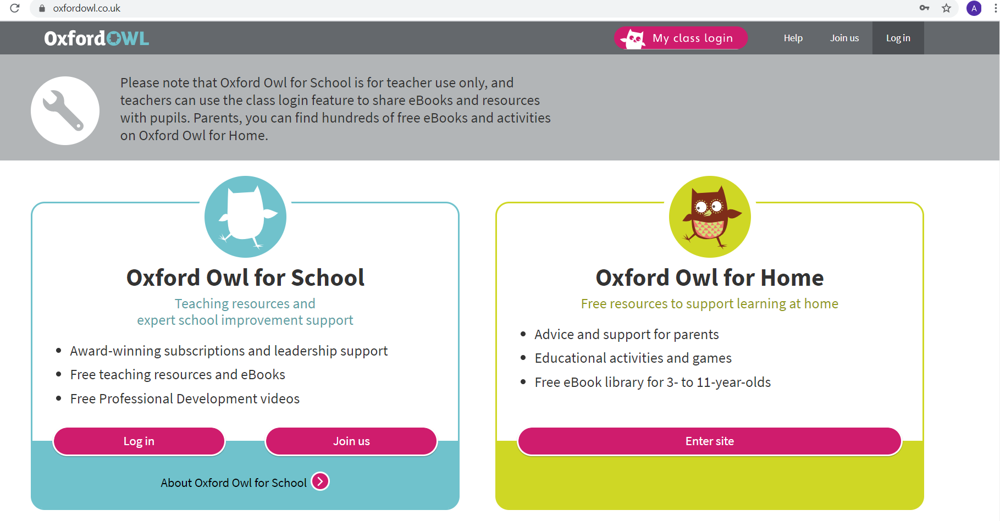 oxfordowl.co.uk
A
OxfordOWL
My class login
Help
Join us
Log in
Please note that Oxford Owl for School is for teacher use only, and
teachers can use the class login feature to share eBooks and resources
with pupils. Parents, you can find hundreds of free eBooks and activities
on Oxford Owl for Home.
Oxford Owl for School
Teaching resources and
expert school improvement support
Award-winning subscriptions and leadership support
Free teaching resources and eBooks
Free Professional Development videos
Log in
Join us
About Oxford Owl for School
Oxford Owl for Home
Free resources to support learning at home
Advice and support for parents
Educational activities and games
Free eBook library for 3- to 11-year-olds
Enter site